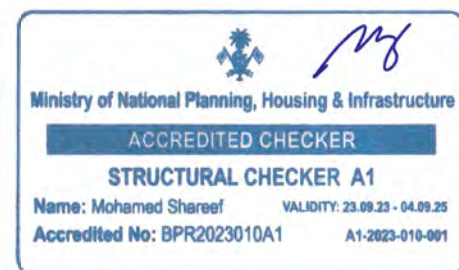 Ministry of National Planning, Housing & Infrastructure
ACCREDITED CHECKER
STRUCTURAL CHECKER A1
Name: Mohamed Shareef VALIDITY: 23.09.23 - 04.09.25
Accredited No: BPR2023010A1 A1-2023-010-001